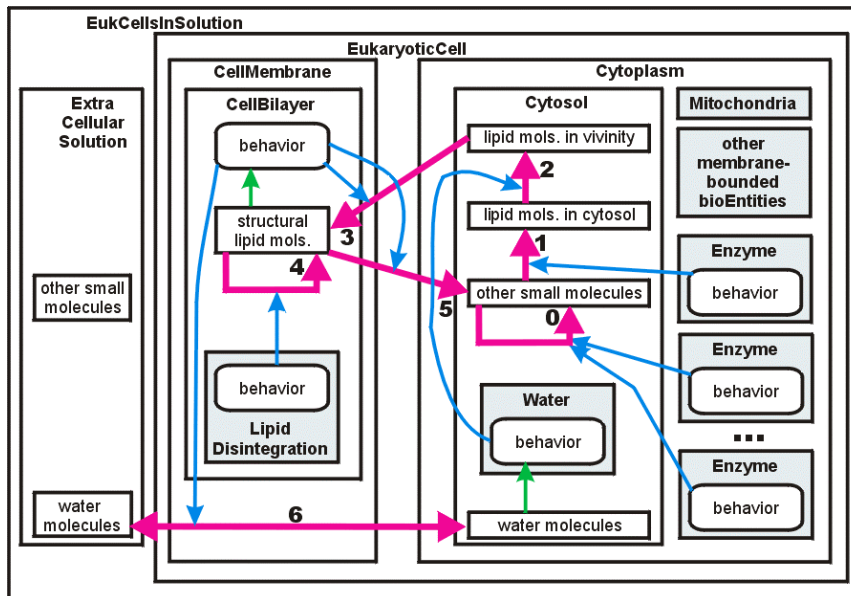 EukCellsInSolution
EukaryoticCell
CellMembrane
Cytoplasm
Extra
Cellular
Solution
CellBilayer
behavior
structural
lipid mols.
3
4
5
behavior
Lipid
Disintegration
other small
molecules
water
molecules
6
Cytosol
lipid mols. in vivinity
2
lipid mols. in cytosol
1
other small molecules
0
Water
behavior
water molecules
Mitochondria
other
membrane-
bounded
bioEntities
Enzyme
behavior
Enzyme
behavior
...
Enzyme
behavior